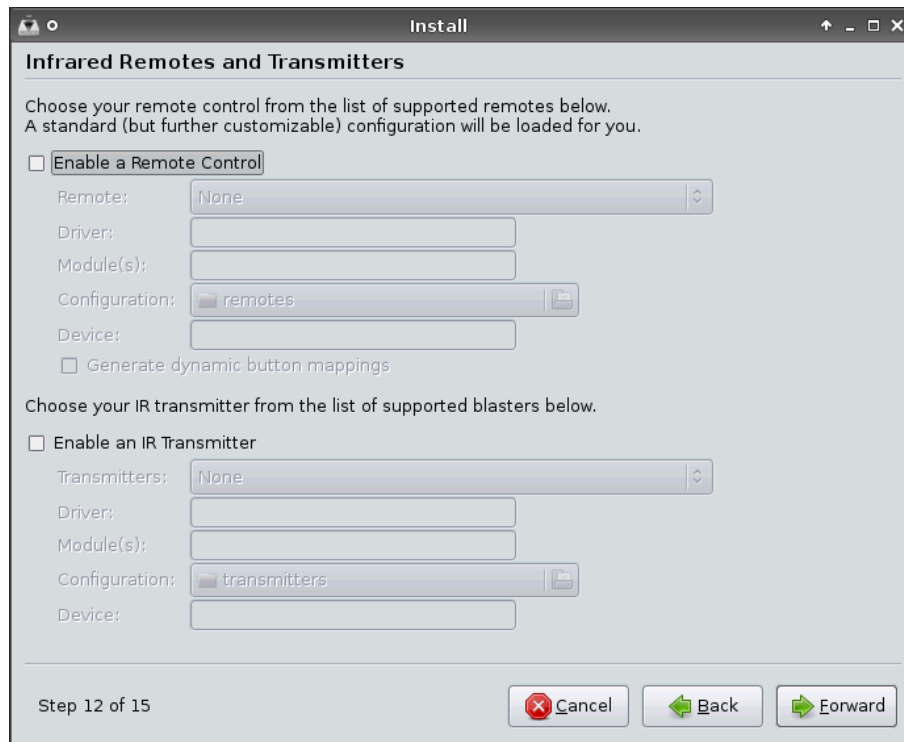 Install
Infrared Remotes and Transmitters
Choose your remote control from the list of supported remotes below.
A standard (but further customizable) configuration will be loaded for you.
Enable a Remote Control
Remote: None
Driver:
Module(s):
Configuration: remotes
Device:
Generate dynamic button mappings
Choose your IR transmitter from the list of supported blasters below.
Enable an IR Transmitter
Transmitters: None
Driver:
Module(s):
Configuration: transmitters
Device:
Step 12 of 15 Cancel Back Forward